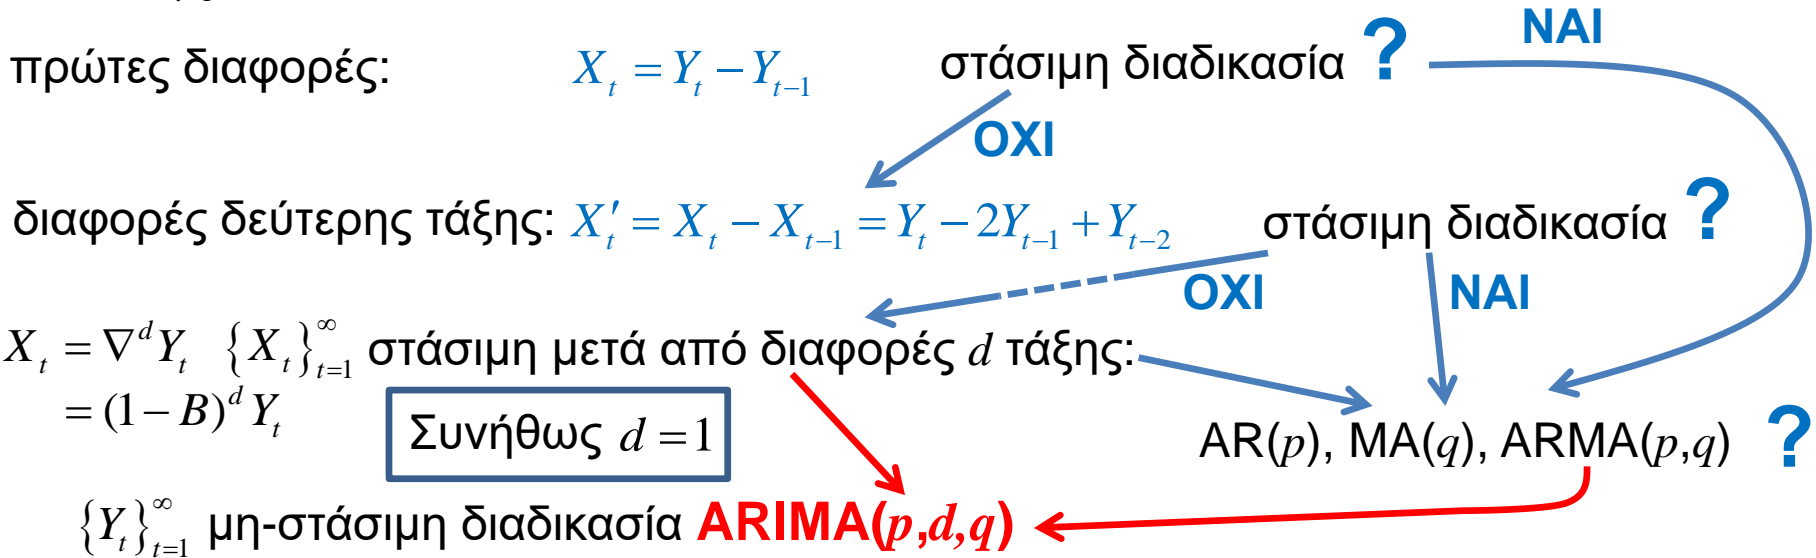 πρώτες διαφορές: X_t = Y_t − Y_{t−1} στάσιμη διαδικασία ? ΝΑΙ
ΟΧΙ
διαφορές δεύτερης τάξης: X′_t = X_t − X_{t−1} = Y_t − 2Y_{t−1} + Y_{t−2} στάσιμη διαδικασία ?
ΟΧΙ ΝΑΙ
X_t = ∇^d Y_t {X_t}_{t=1}^∞ στάσιμη μετά από διαφορές d τάξης:
= (1 − B)^d Y_t
Συνήθως d = 1
AR(p), MA(q), ARMA(p,q) ?
{Y_t}_{t=1}^∞ μη-στάσιμη διαδικασία ARIMA(p,d,q)